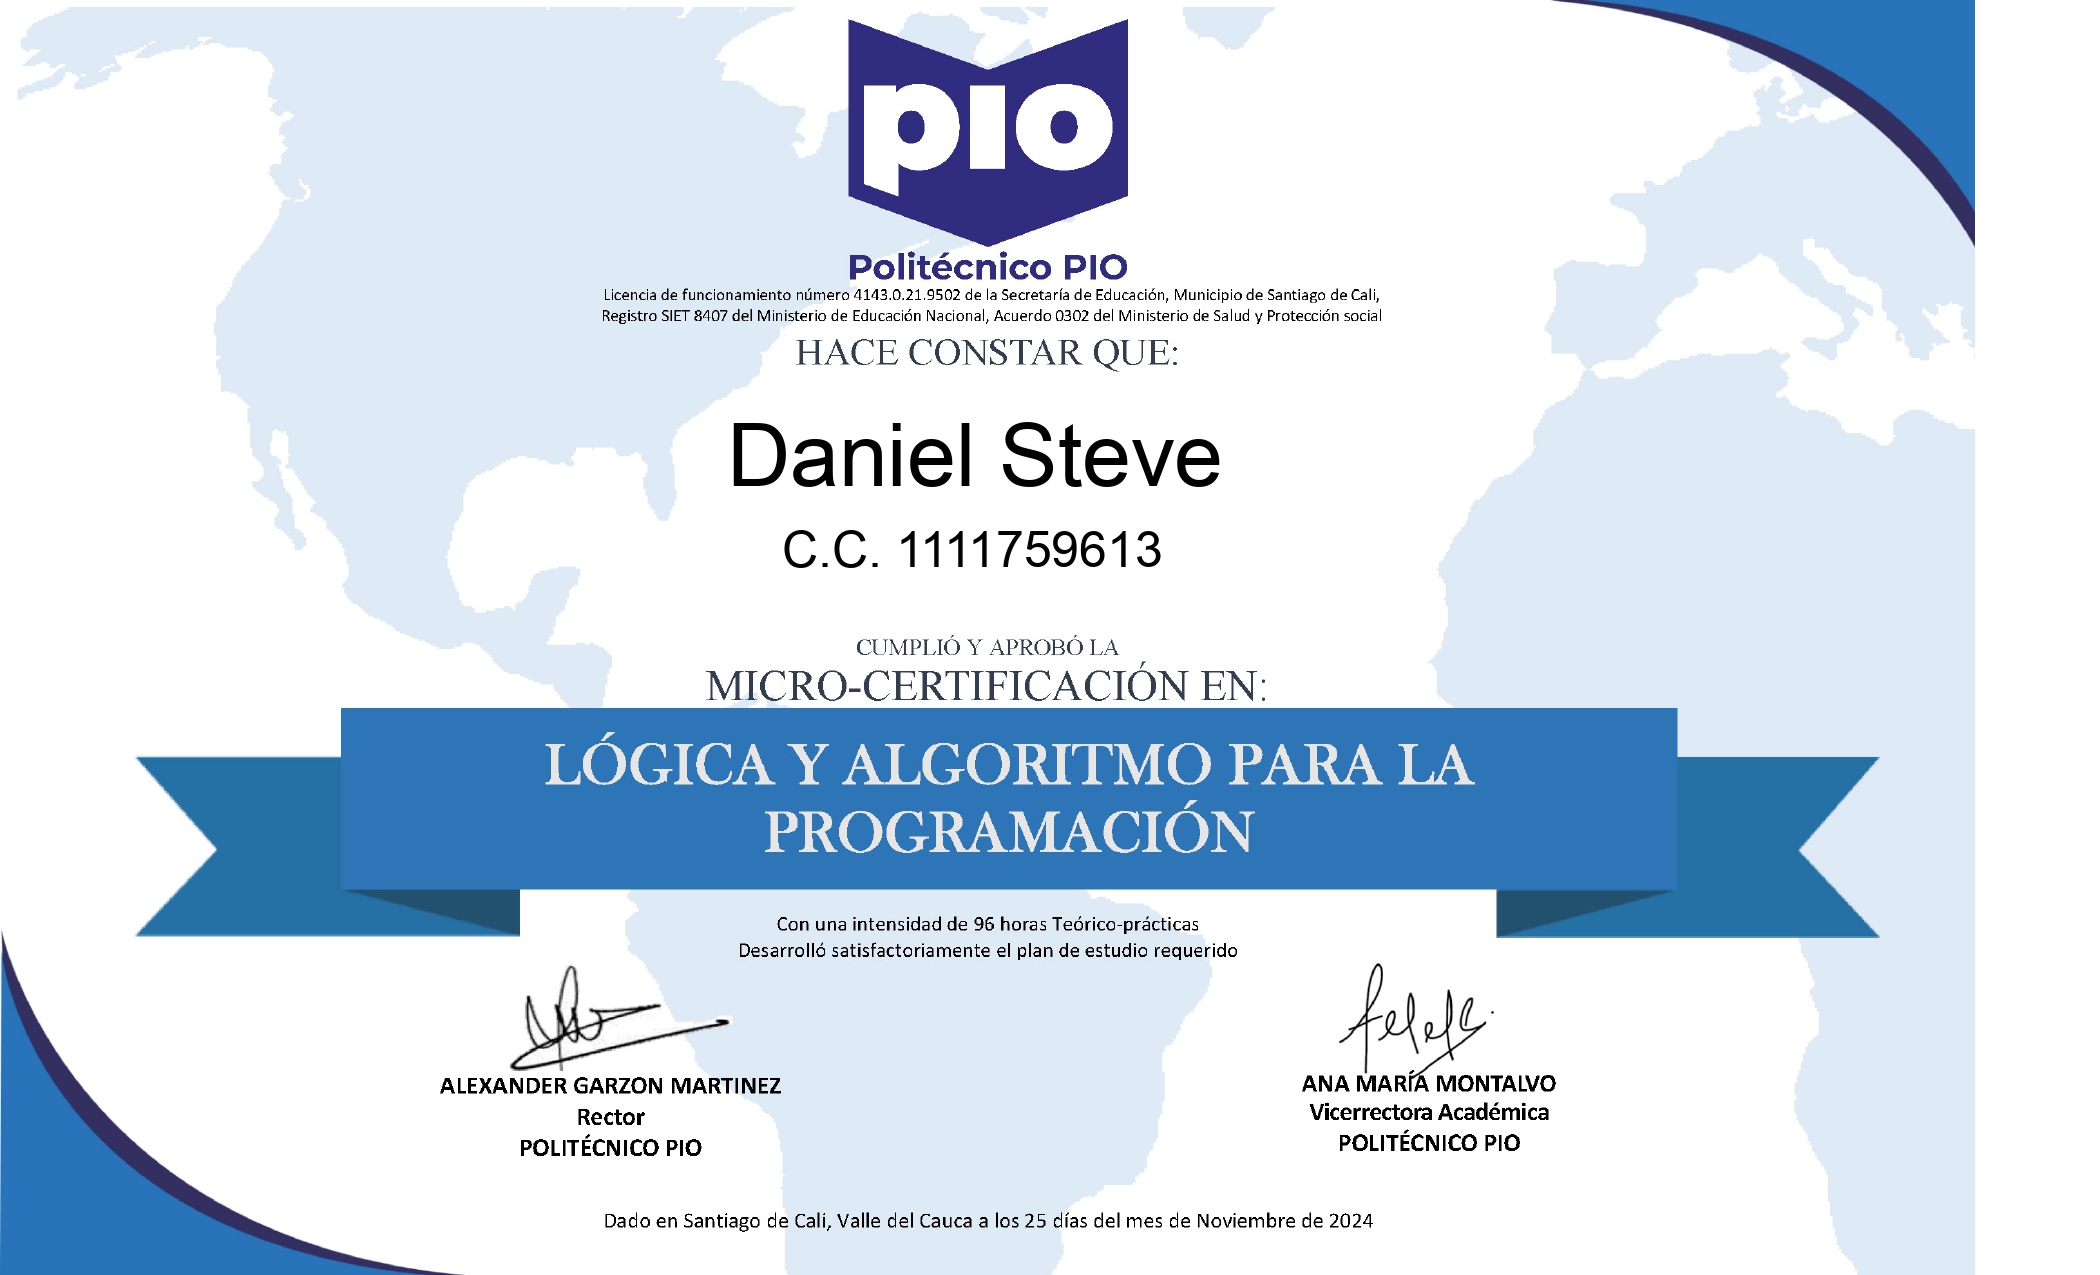 pio
Politécnico PIO
Licencia de funcionamiento número 4143.0.21.9502 de la Secretaría de Educación, Municipio de Santiago de Cali,
Registro SIET 8407 del Ministerio de Educación Nacional, Acuerdo 0302 del Ministerio de Salud y Protección social
HACE CONSTAR QUE:
Daniel Steve
C.C. 1111759613
CUMPLIÓ Y APROBÓ LA
MICRO-CERTIFICACIÓN EN:
LÓGICA Y ALGORITMO PARA LA
PROGRAMACIÓN
Con una intensidad de 96 horas Teórico-prácticas
Desarrolló satisfactoriamente el plan de estudio requerido
ALEXANDER GARZON MARTINEZ
Rector
POLITÉCNICO PIO
ANA MARÍA MONTALVO
Vicerrectora Académica
POLITÉCNICO PIO
Dado en Santiago de Cali, Valle del Cauca a los 25 días del mes de Noviembre de 2024